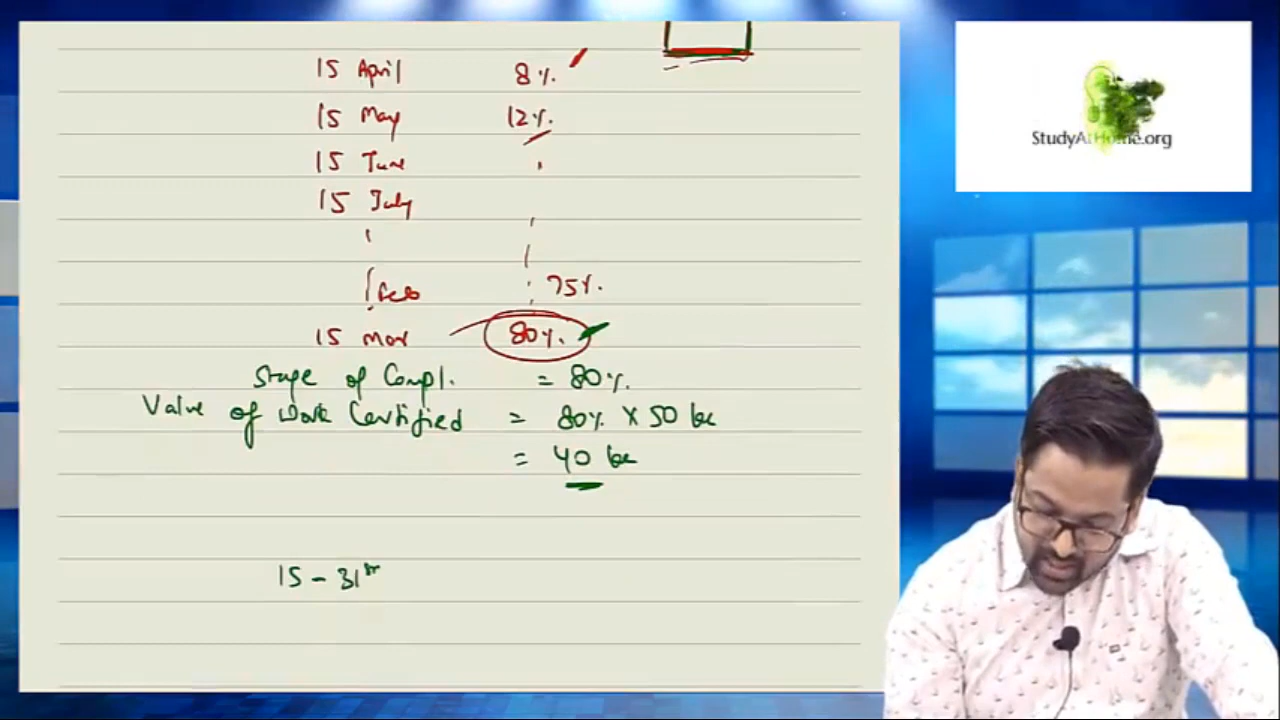 15 April 8%.
15 May 12%.
15 June
15 July
Feb 75%.
15 Mar 80%.
Stage of Compl. = 80%.
Value of Work Certified = 80% × 50 lac
= 40 lac
15 - 31st
StudyAtHome.org